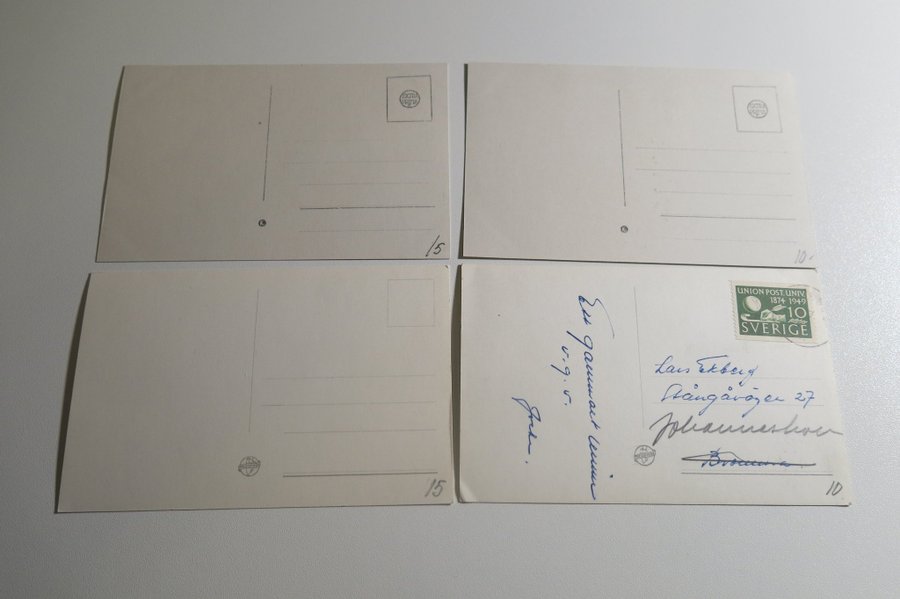 15
10-
15
UNION POST. UNIV.
1874 1949
10
SVERIGE
Ett gammalt minne
v. g. v.
Lars Ekberg
Stångåvägen 27
Johanneshov
Bromma
10